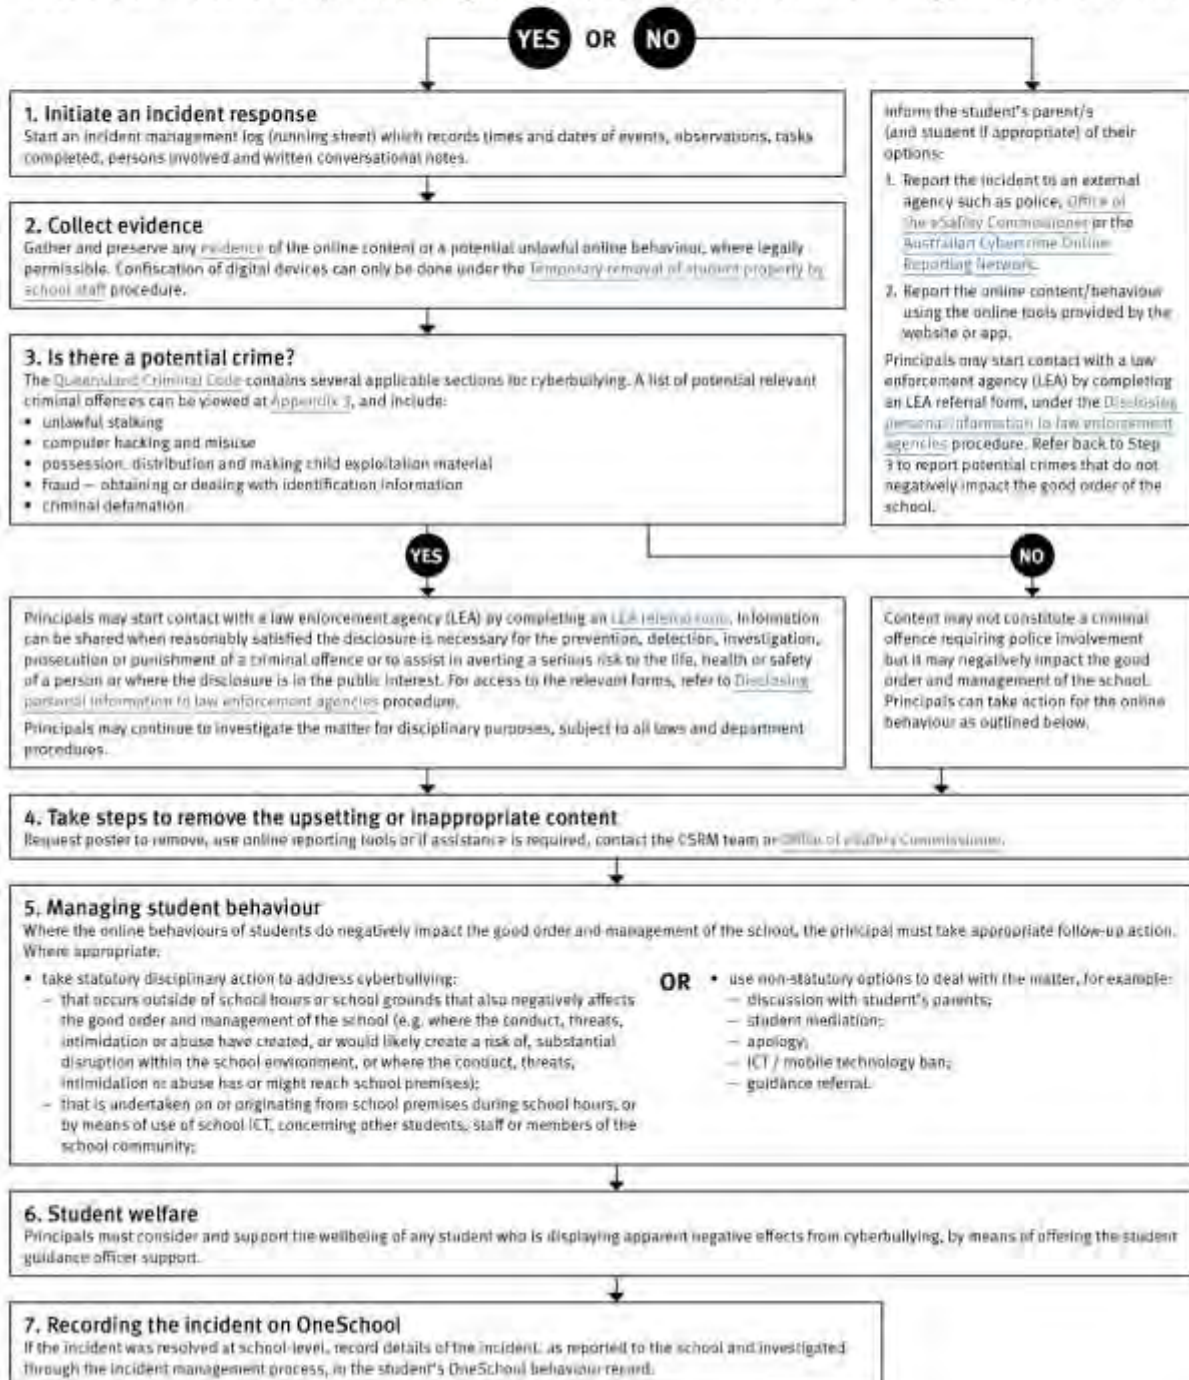 YES OR NO
1. Initiate an incident response
Start an incident management log (running sheet) which records times and dates of events, observations, tasks
completed, persons involved and written conversational notes.
2. Collect evidence
Gather and preserve any evidence of the online content or a potential unlawful online behaviour, where legally
permissible. Confiscation of digital devices can only be done under the Temporary removal of student property by
school staff procedure.
3. Is there a potential crime?
The Queensland Criminal Code contains several applicable sections for cyberbullying. A list of potential relevant
criminal offences can be viewed at Appendix 3, and include:
• unlawful stalking
• computer hacking and misuse
• possession, distribution and making child exploitation material
• fraud – obtaining or dealing with identification information
• criminal defamation.
Inform the student's parent/s
(and student if appropriate) of their
options:
1. Report the incident to an external
agency such as police, Office of
the eSafety Commissioner or the
Australian Cybercrime Online
Reporting Network.
2. Report the online content/behaviour
using the online tools provided by the
website or app.
Principals may start contact with a law
enforcement agency (LEA) by completing
an LEA referral form, under the Disclosing
personal information to law enforcement
agencies procedure. Refer back to Step
3 to report potential crimes that do not
negatively impact the good order of the
school.
YES
NO
Principals may start contact with a law enforcement agency (LEA) by completing an LEA referral form. Information
can be shared when reasonably satisfied the disclosure is necessary for the prevention, detection, investigation,
prosecution or punishment of a criminal offence or to assist in averting a serious risk to the life, health or safety
of a person or where the disclosure is in the public interest. For access to the relevant forms, refer to Disclosing
personal information to law enforcement agencies procedure.
Principals may continue to investigate the matter for disciplinary purposes, subject to all laws and department
procedures.
Content may not constitute a criminal
offence requiring police involvement
but it may negatively impact the good
order and management of the school.
Principals can take action for the online
behaviour as outlined below.
4. Take steps to remove the upsetting or inappropriate content
Request poster to remove, use online reporting tools or if assistance is required, contact the CSRM team or Office of eSafety Commissioner.
5. Managing student behaviour
Where the online behaviours of students do negatively impact the good order and management of the school, the principal must take appropriate follow-up action.
Where appropriate:
• take statutory disciplinary action to address cyberbullying:
– that occurs outside of school hours or school grounds that also negatively affects
the good order and management of the school (e.g. where the conduct, threats,
intimidation or abuse have created, or would likely create a risk of, substantial
disruption within the school environment, or where the conduct, threats,
intimidation or abuse has or might reach school premises);
– that is undertaken on or originating from school premises during school hours, or
by means of use of school ICT, concerning other students, staff or members of the
school community;
OR
• use non-statutory options to deal with the matter, for example:
– discussion with student's parents;
– student mediation;
– apology;
– ICT / mobile technology ban;
– guidance referral.
6. Student welfare
Principals must consider and support the wellbeing of any student who is displaying apparent negative effects from cyberbullying, by means of offering the student
guidance officer support.
7. Recording the incident on OneSchool
If the incident was resolved at school-level, record details of the incident, as reported to the school and investigated
through the incident management process, in the student's OneSchool behaviour record.